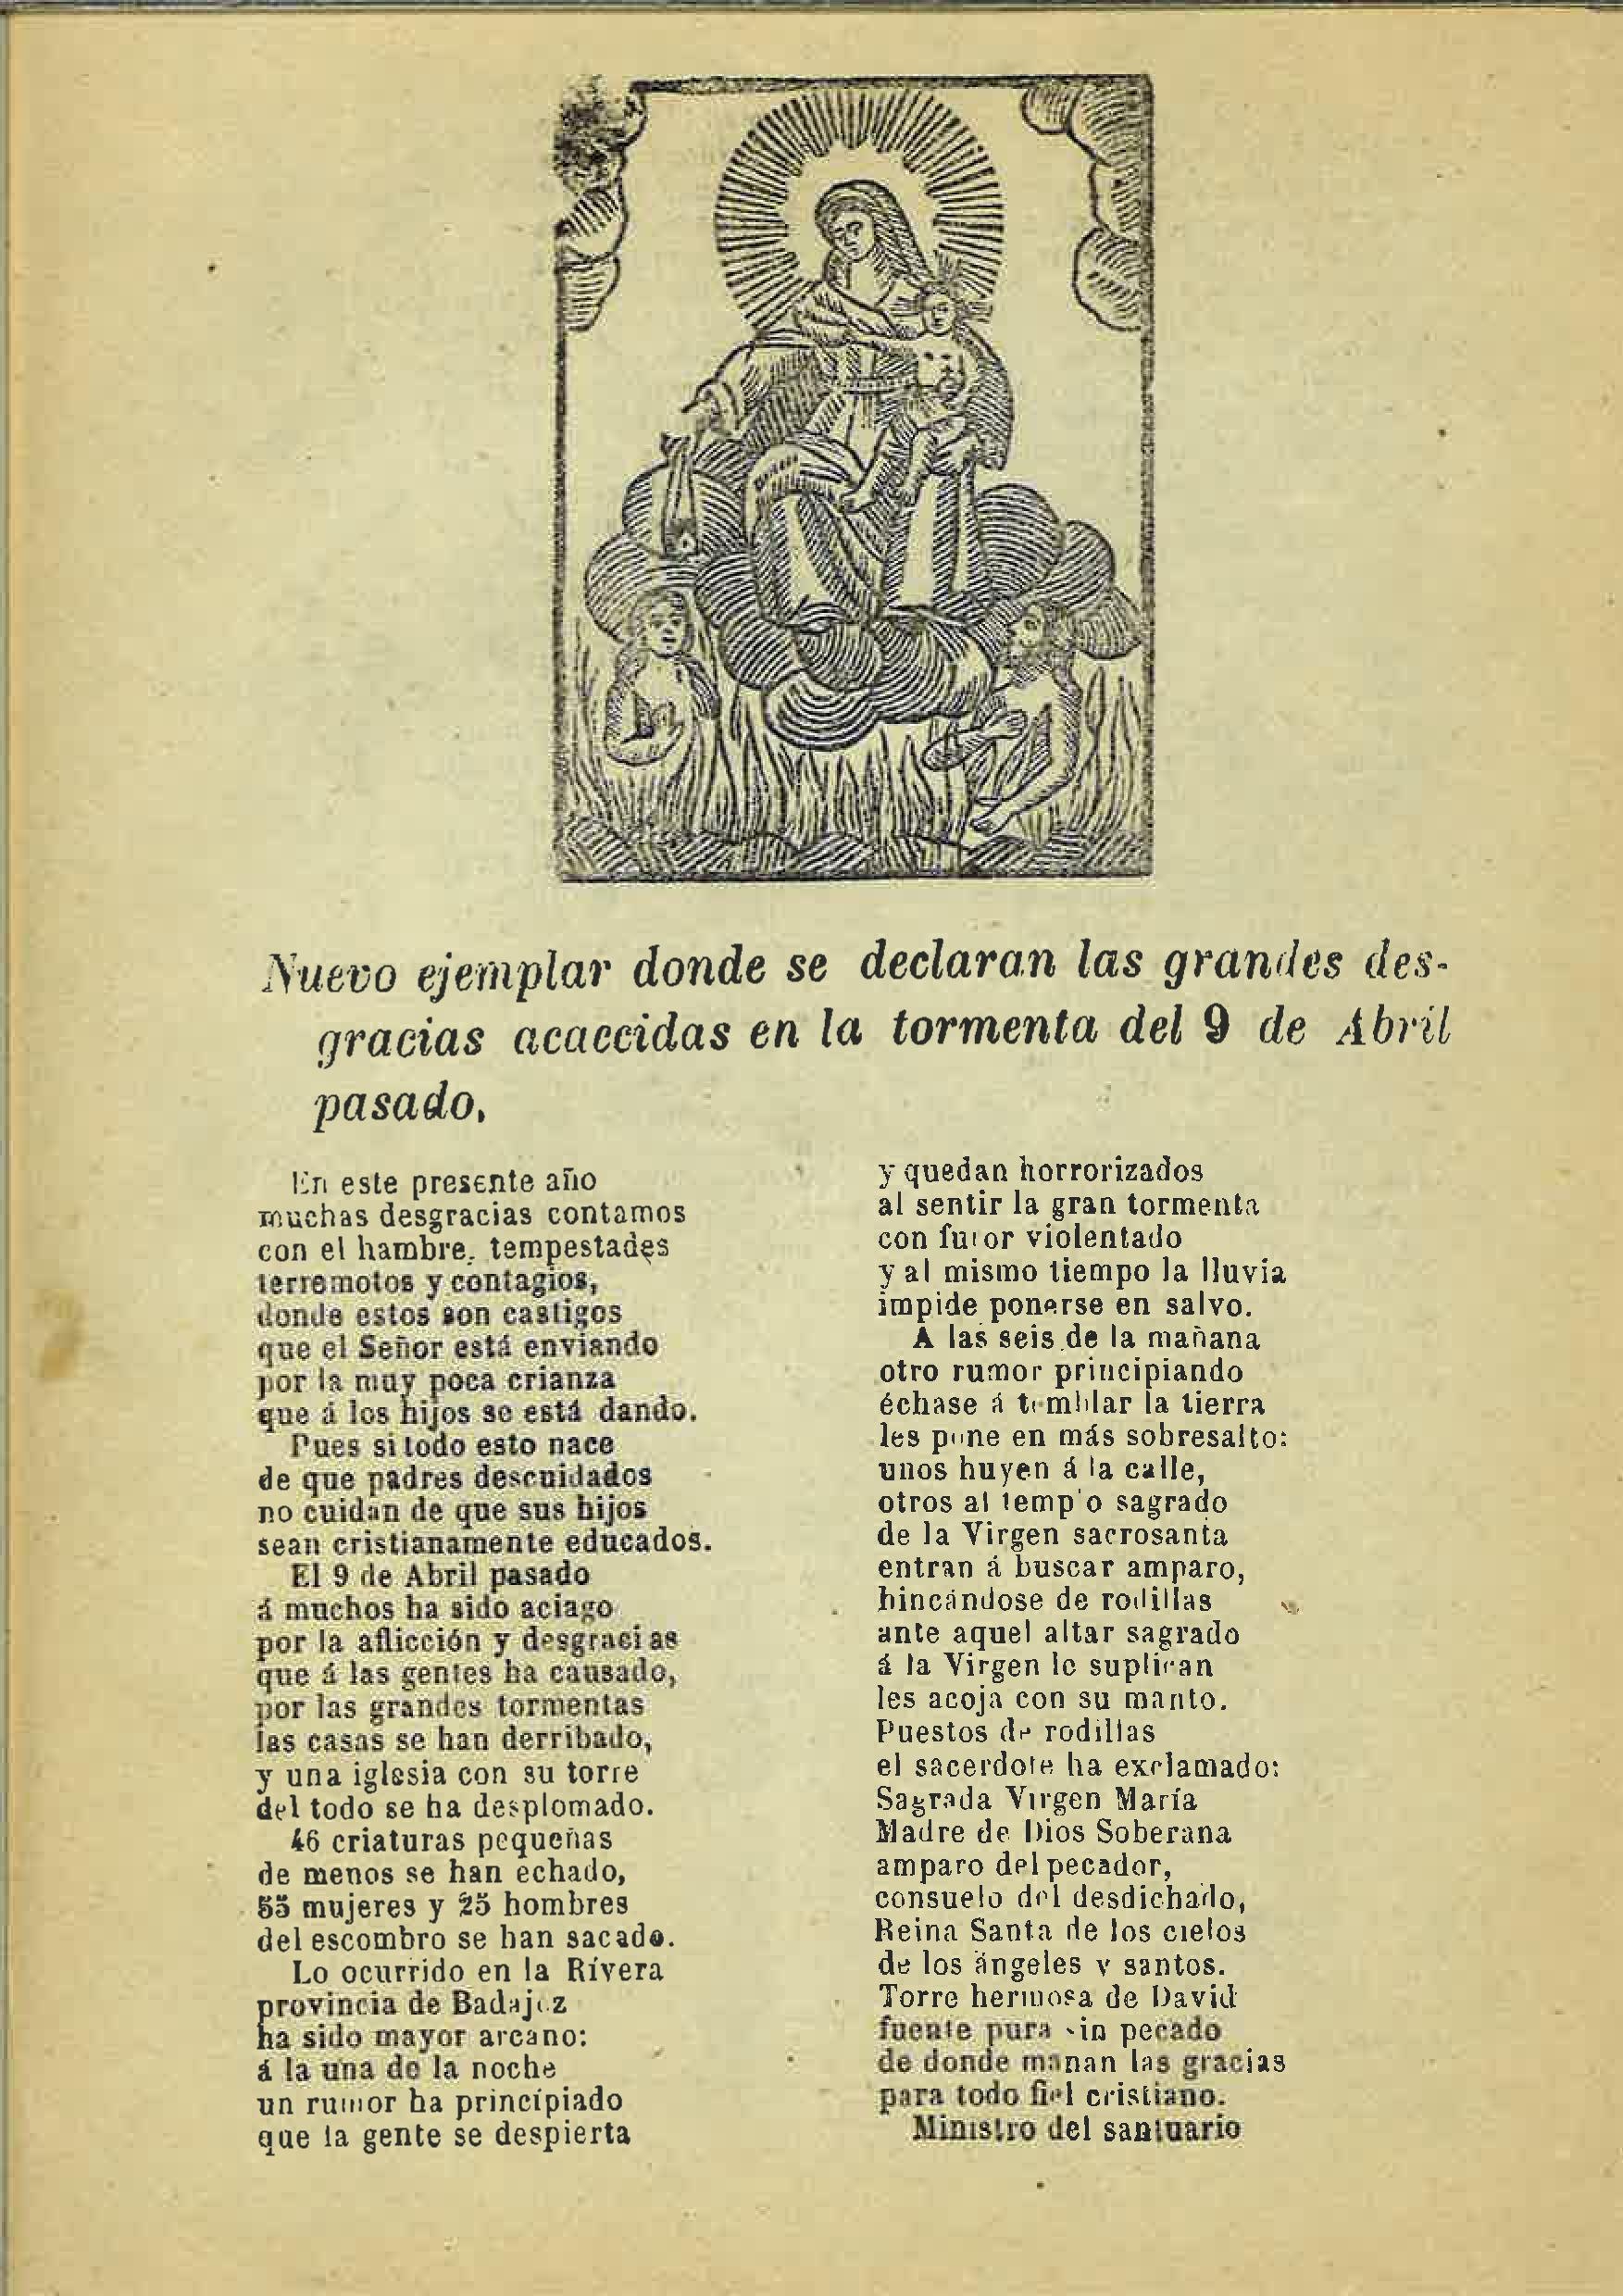 Nuevo ejemplar donde se declaran las grandes des-
gracias acaecidas en la tormenta del 9 de Abril
pasado.
En este presente año
muchas desgracias contamos
con el hambre, tempestades
terremotos y contagios,
donde estos son castigos
que el Señor está enviando
por la muy poca crianza
que á los hijos se está dando.
Pues si todo esto nace
de que padres descuidados
no cuidan de que sus hijos
sean cristianamente educados.
El 9 de Abril pasado
á muchos ha sido aciago
por la aflicción y desgracias
que á las gentes ha causado,
por las grandes tormentas
las casas se han derribado,
y una iglesia con su torre
del todo se ha desplomado.
46 criaturas pequeñas
de menos se han echado,
55 mujeres y 25 hombres
del escombro se han sacado.
Lo ocurrido en la Rívera
provincia de Badajoz
ha sido mayor arcano:
á la una de la noche
un rumor ha principiado
que la gente se despierta
y quedan horrorizados
al sentir la gran tormenta
con furor violentado
y al mismo tiempo la lluvia
impide ponerse en salvo.
A las seis de la mañana
otro rumor principiando
échase á temblar la tierra
les pone en más sobresalto:
unos huyen á la calle,
otros al templo sagrado
de la Virgen sacrosanta
entran á buscar amparo,
hincándose de rodillas
ante aquel altar sagrado
á la Virgen le suplican
les acoja con su manto.
Puestos de rodillas
el sacerdote ha exclamado:
Sagrada Virgen María
Madre de Dios Soberana
amparo del pecador,
consuelo del desdichado,
Reina Santa de los cielos
de los ángeles y santos.
Torre hermosa de David
fuente pura sin pecado
de donde manan las gracias
para todo fiel cristiano.
Ministro del santuario